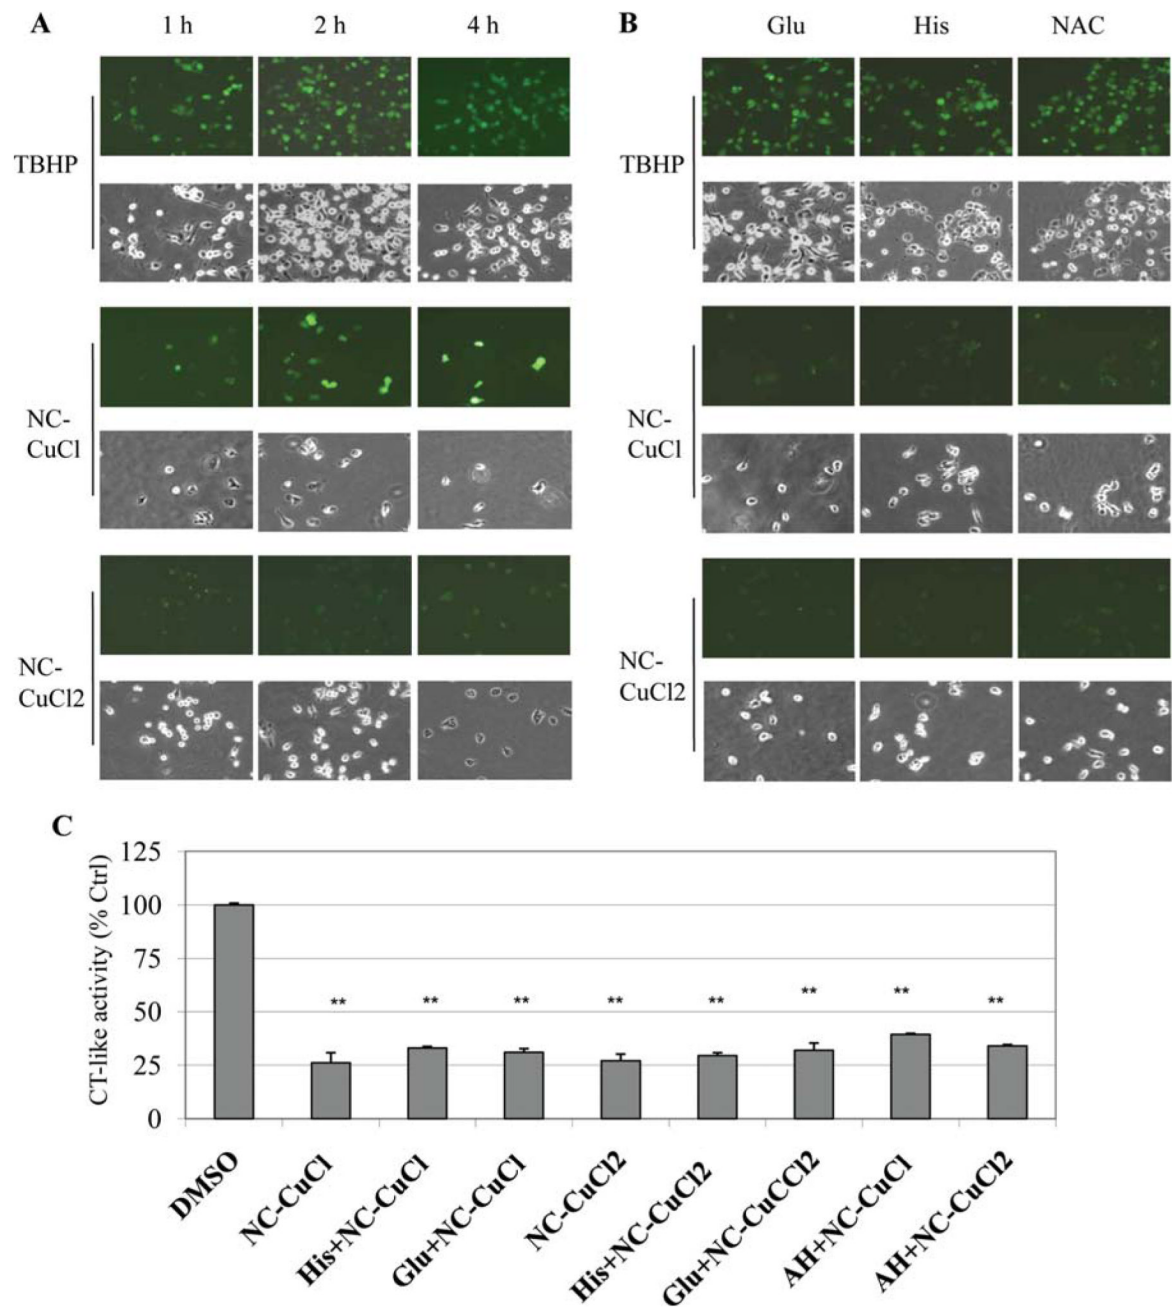 A 1 h 2 h 4 h
B Glu His NAC
TBHP
NC-
CuCl
NC-
CuCl2
TBHP
NC-
CuCl
NC-
CuCl2
C
CT-like activity (% Ctrl)
125
100
75
50
25
0
** ** ** ** ** ** ** **
DMSO
NC-CuCl
His+NC-CuCl
Glu+NC-CuCl
NC-CuCl2
His+NC-CuCl2
Glu+NC-CuCCl2
AH+NC-CuCl
AH+NC-CuCl2